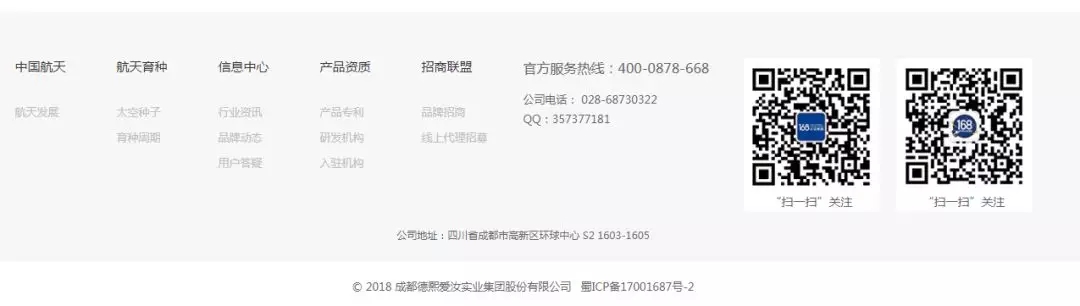 中国航天
航天发展
航天育种
太空种子
育种周期
信息中心
行业资讯
品牌动态
用户答疑
产品资质
产品专利
研发机构
入驻机构
招商联盟
品牌招商
线上代理招募
官方服务热线：400-0878-668
公司电话： 028-68730322
QQ：357377181
168
“扫一扫”关注
168
“扫一扫”关注
公司地址：四川省成都市高新区环球中心 S2 1603-1605
© 2018 成都德熙爱汝实业集团股份有限公司 蜀ICP备17001687号-2